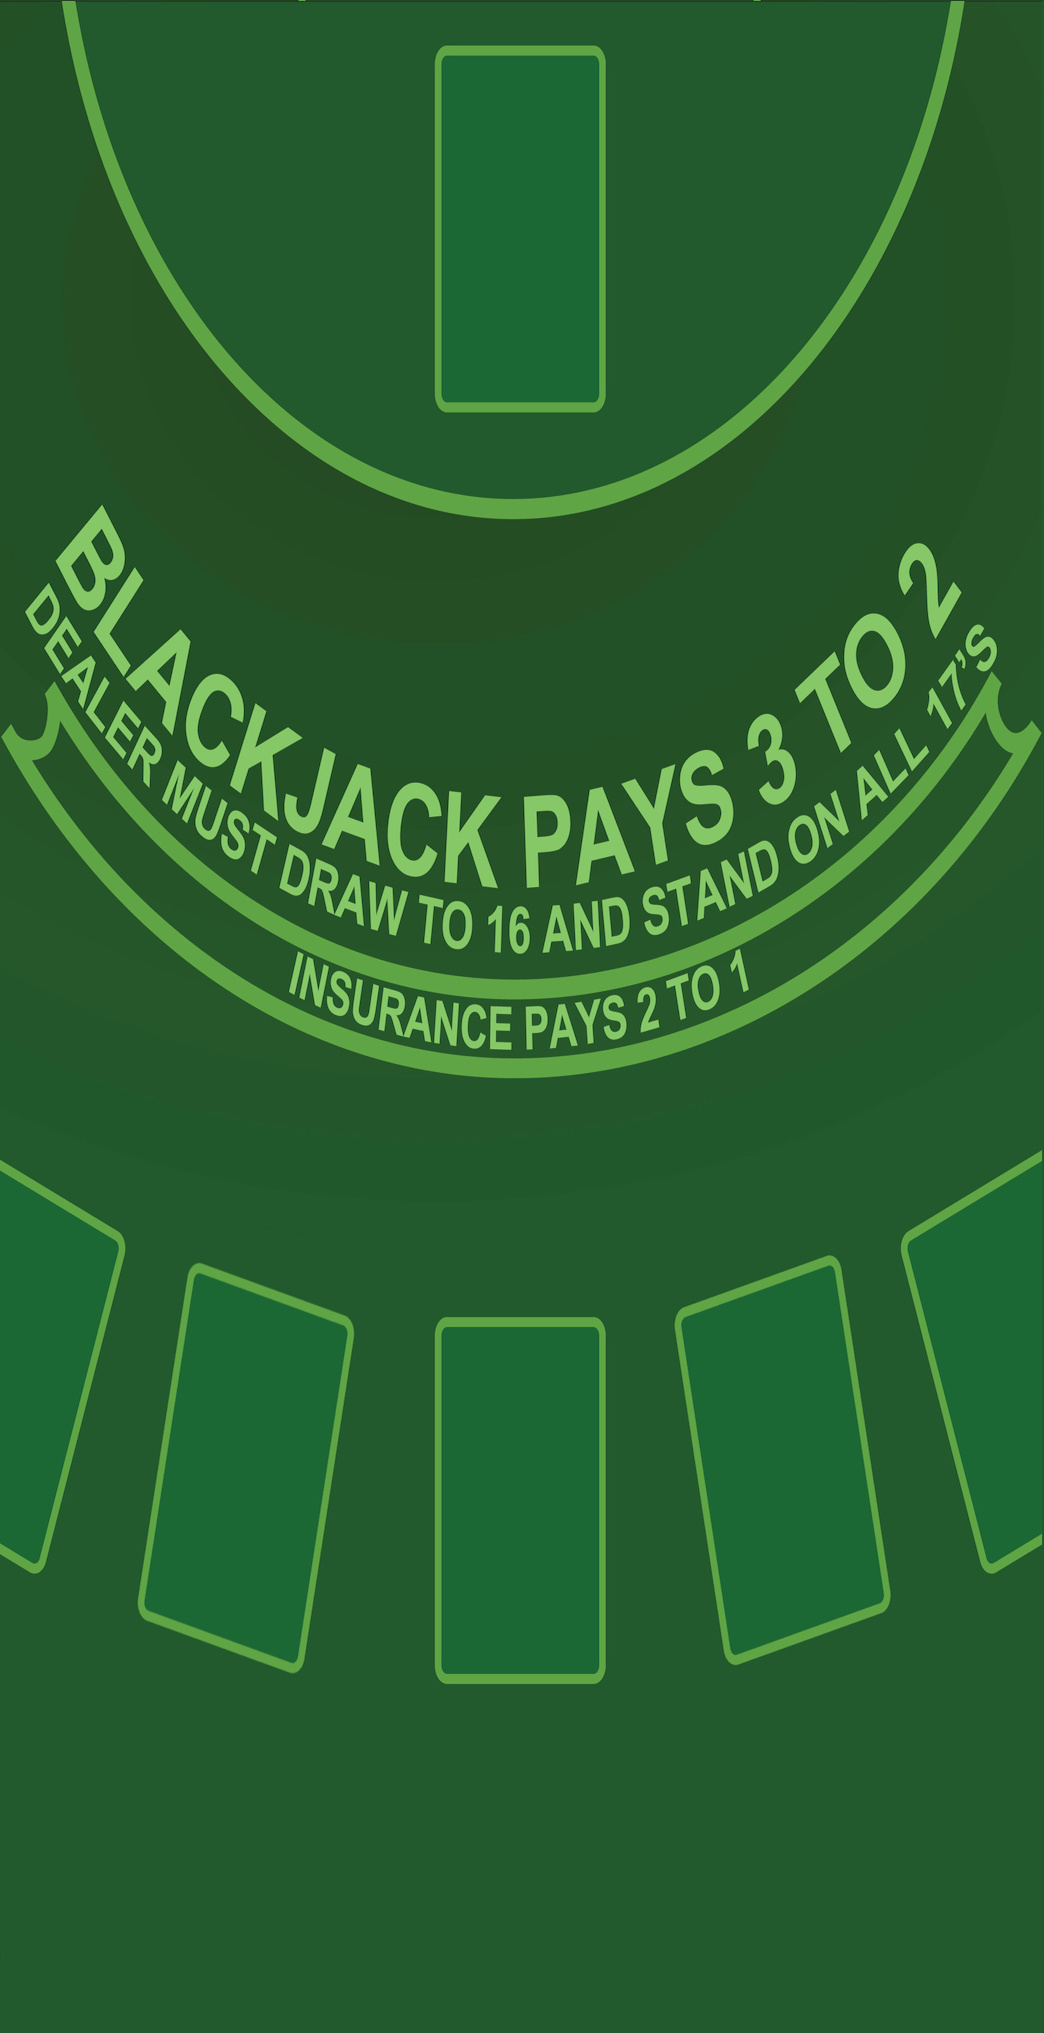 BLACKJACK PAYS 3 TO 2
DEALER MUST DRAW TO 16 AND STAND ON ALL 17'S
INSURANCE PAYS 2 TO 1